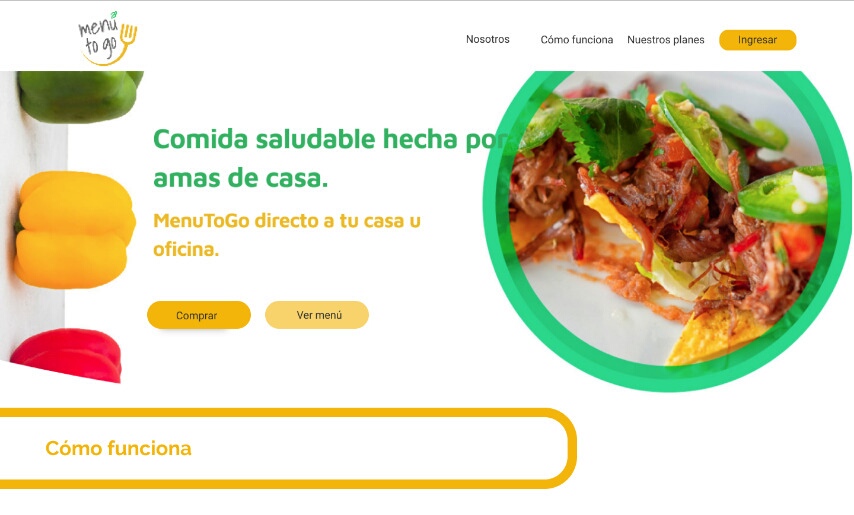 menú
to go
Nosotros
Cómo funciona
Nuestros planes
Ingresar
Comida saludable hecha por
amas de casa.
MenuToGo directo a tu casa u
oficina.
Comprar
Ver menú
Cómo funciona